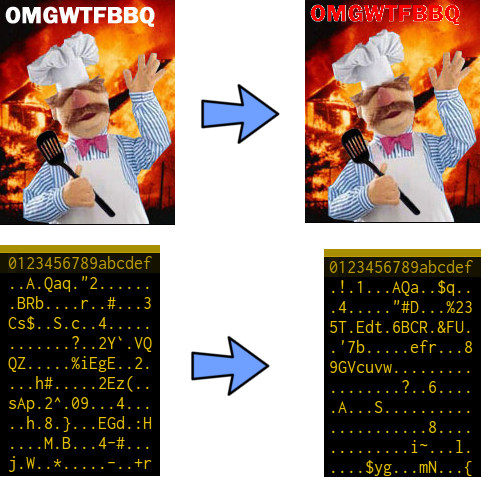 OMGWTFBBQ
OMGWTFBBQ
0123456789abcdef
..A.Qaq."2......
.BRb....r..#...3
Cs$..S.c..4.....
.......?..2Y`.VQ
QZ.....%iEgE..2.
...h#.....2Ez(..
sAp.2^.09...4...
..h.8.}...EGd.:H
....M.B...4-#...
j.W..*.....-..+r
0123456789abcdef
.!.1...AQa..$q..
.4....."#D...%23
5T.Edt.6BCR.&FU.
.'7b.....efr...8
9GVcuvw.........
.........?..6....
.A...S..........
...........8....
..........i~...l.
....$yg...mN...{